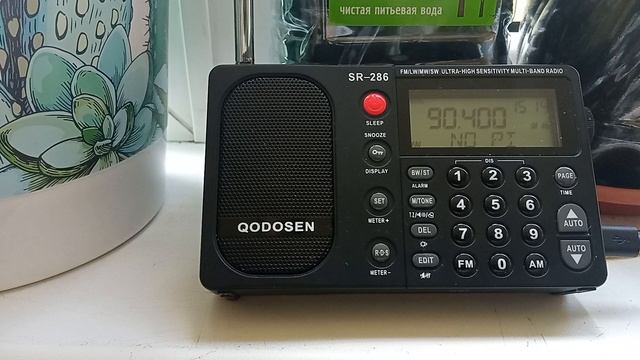 чистая питьевая вода
SR-286
FM/LW/MW/SW ULTRA-HIGH SENSITIVITY MULTI-BAND RADIO
SLEEP
SNOOZE
DISPLAY
SET
METER+
R·D·S
METER-
QODOSEN
90.400
NO PI
DIS
BW/ST
ALARM
1 2 3
PAGE
TIME
M/TONE
4 5 6
AUTO
DEL
7 8 9
AUTO
EDIT
FM 0 AM